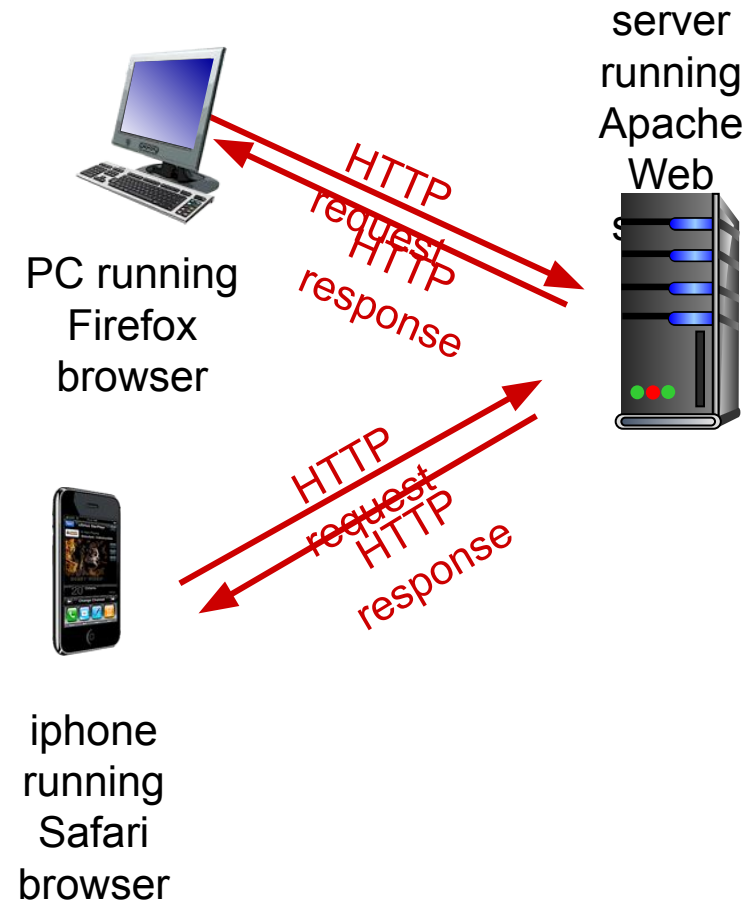 server
running
Apache
Web
HTTP
request
HTTP
response
PC running
Firefox
browser
HTTP
request
HTTP
response
iphone
running
Safari
browser